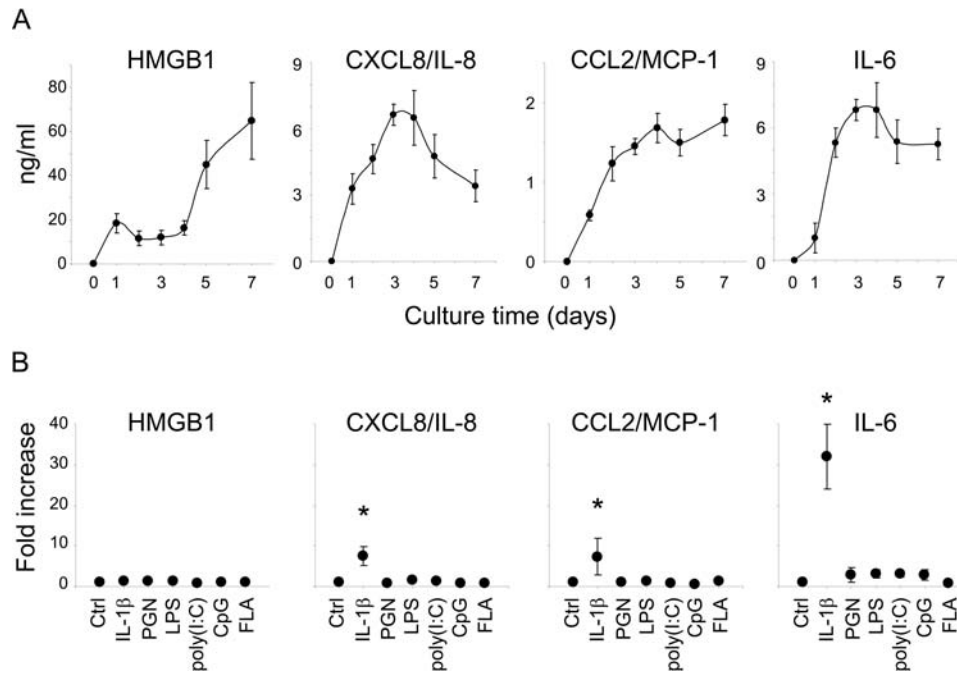 A
HMGB1
CXCL8/IL-8
CCL2/MCP-1
IL-6
ng/ml
80
60
40
20
0
9
6
3
0
2
1
0
9
6
3
0
0 1 3 5 7
0 1 3 5 7
0 1 3 5 7
0 1 3 5 7
Culture time (days)
B
HMGB1
CXCL8/IL-8
CCL2/MCP-1
IL-6
Fold increase
40
30
20
10
0
*
*
*
Ctrl
IL-1β
PGN
LPS
poly(I:C)
CpG
FLA
Ctrl
IL-1β
PGN
LPS
poly(I:C)
CpG
FLA
Ctrl
IL-1β
PGN
LPS
poly(I:C)
CpG
FLA
Ctrl
IL-1β
PGN
LPS
poly(I:C)
CpG
FLA